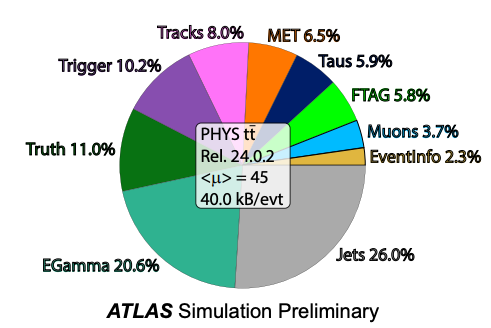 Tracks 8.0%
MET 6.5%
Trigger 10.2%
Taus 5.9%
FTAG 5.8%
PHYS tt̄
Muons 3.7%
Rel. 24.0.2
Truth 11.0%
EventInfo 2.3%
<μ> = 45
40.0 kB/evt
EGamma 20.6%
Jets 26.0%
ATLAS Simulation Preliminary